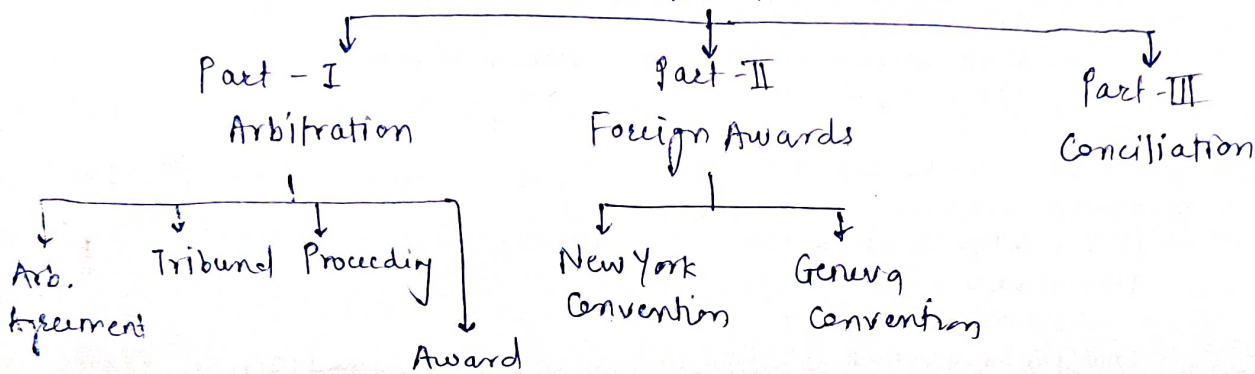 Part - I
Arbitration
Part - II
Foreign Awards
Part - III
Conciliation
Arb.
Agreement
Tribunal
Proceeding
Award
New York
Convention
Geneva
Convention